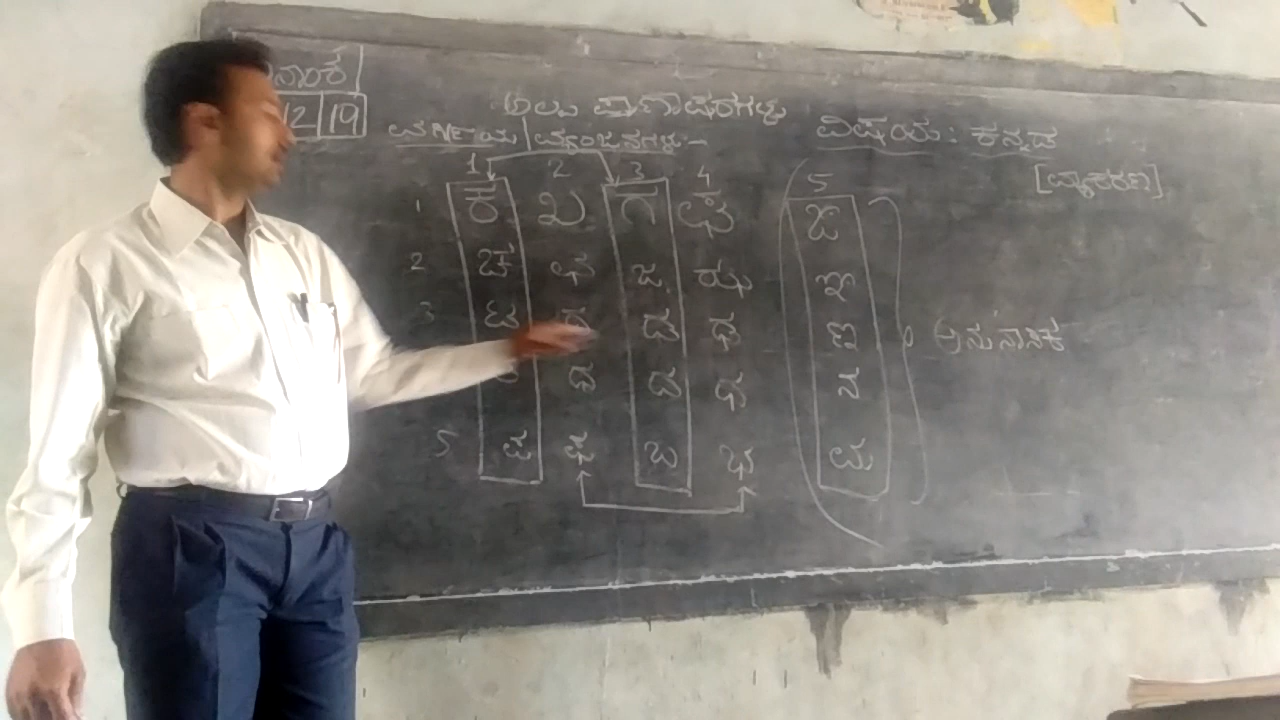 ನಾಂಕ
12 19
ಅಲ್ಪ ಪ್ರಾಣಾಕ್ಷರಗಳು
ವರ್ಗೀಯ ವ್ಯಂಜನಗಳು:-
ವಿಷಯ: ಕನ್ನಡ
[ವ್ಯಾಕರಣ]
1 2 3 4 5
1 ಕ ಖ ಗ ಘ ಙ
2 ಚ ಛ ಜ ಝ ಞ
3 ಟ ಠ ಡ ಢ ಣ
ದ ಧ ನ
5 ಪ ಫ ಬ ಭ ಮ
ಅನುನಾಸಿಕ